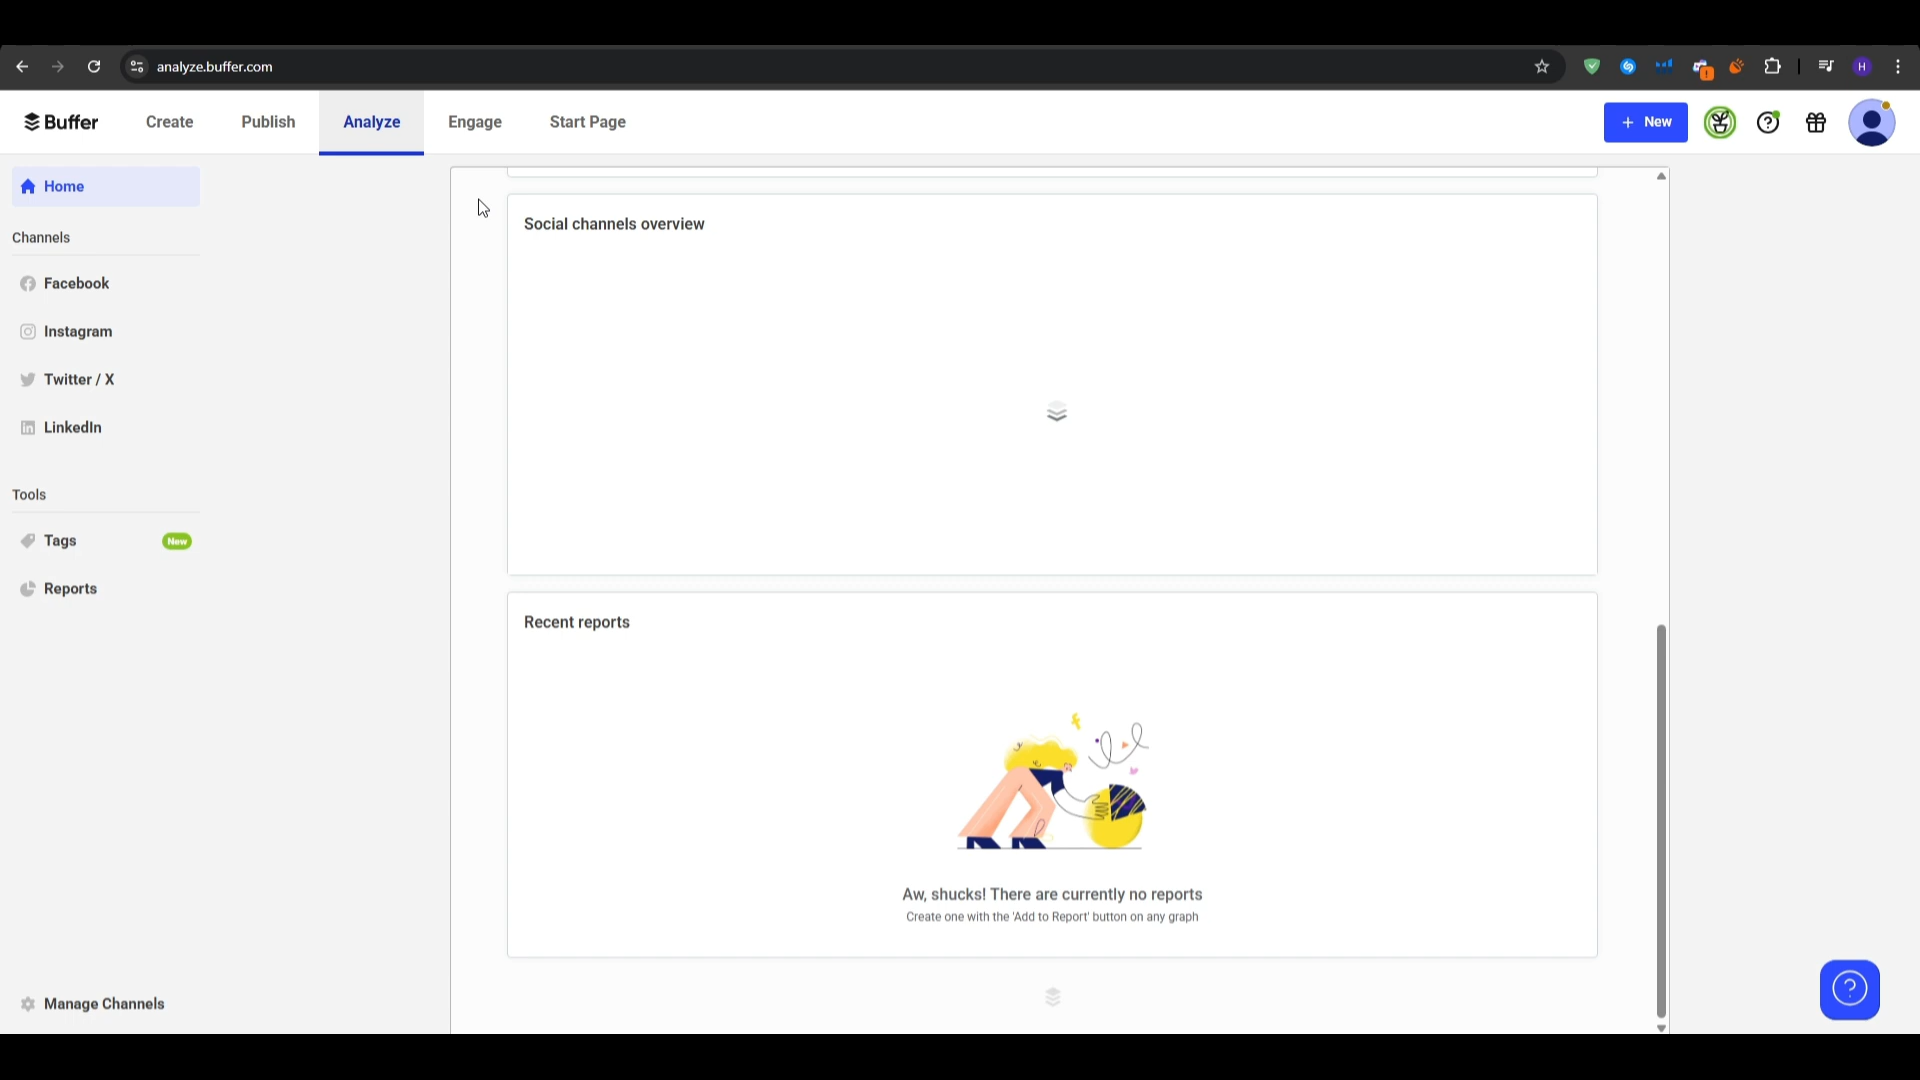 analyze.buffer.com
H
Buffer
Create
Publish
Analyze
Engage
Start Page
+ New
Home
Channels
Facebook
Instagram
Twitter / X
LinkedIn
Tools
Tags
New
Reports
Manage Channels
Social channels overview
Recent reports
Aw, shucks! There are currently no reports
Create one with the 'Add to Report' button on any graph